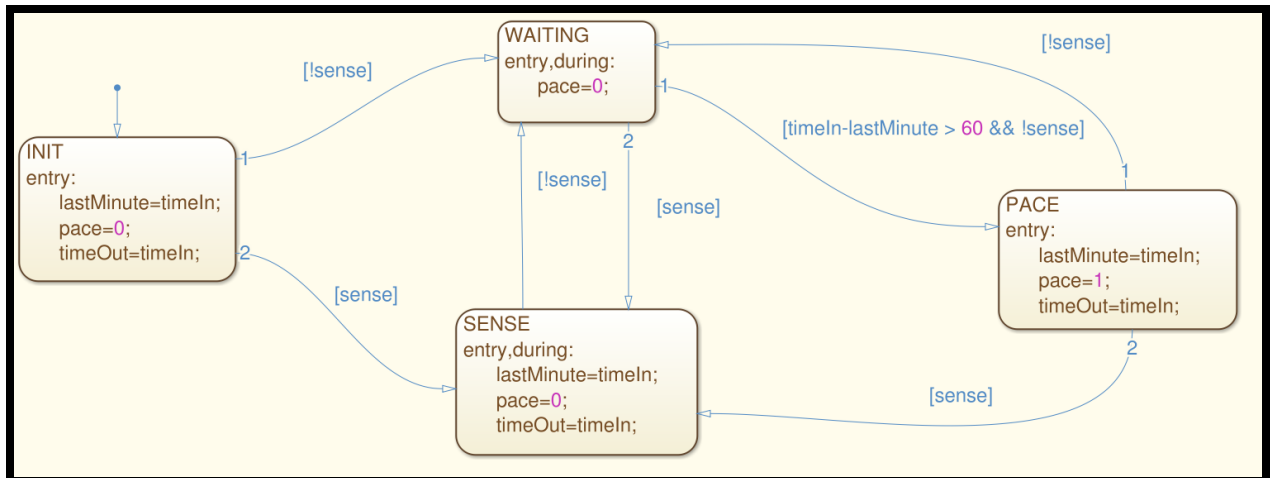 WAITING
entry,during:
pace=0;
[!sense]
[!sense]
1
[timeIn-lastMinute > 60 && !sense]
2
INIT
entry:
lastMinute=timeIn;
pace=0;
timeOut=timeIn;
1
2
[!sense]
[sense]
1
PACE
entry:
lastMinute=timeIn;
pace=1;
timeOut=timeIn;
2
[sense]
SENSE
entry,during:
lastMinute=timeIn;
pace=0;
timeOut=timeIn;
[sense]